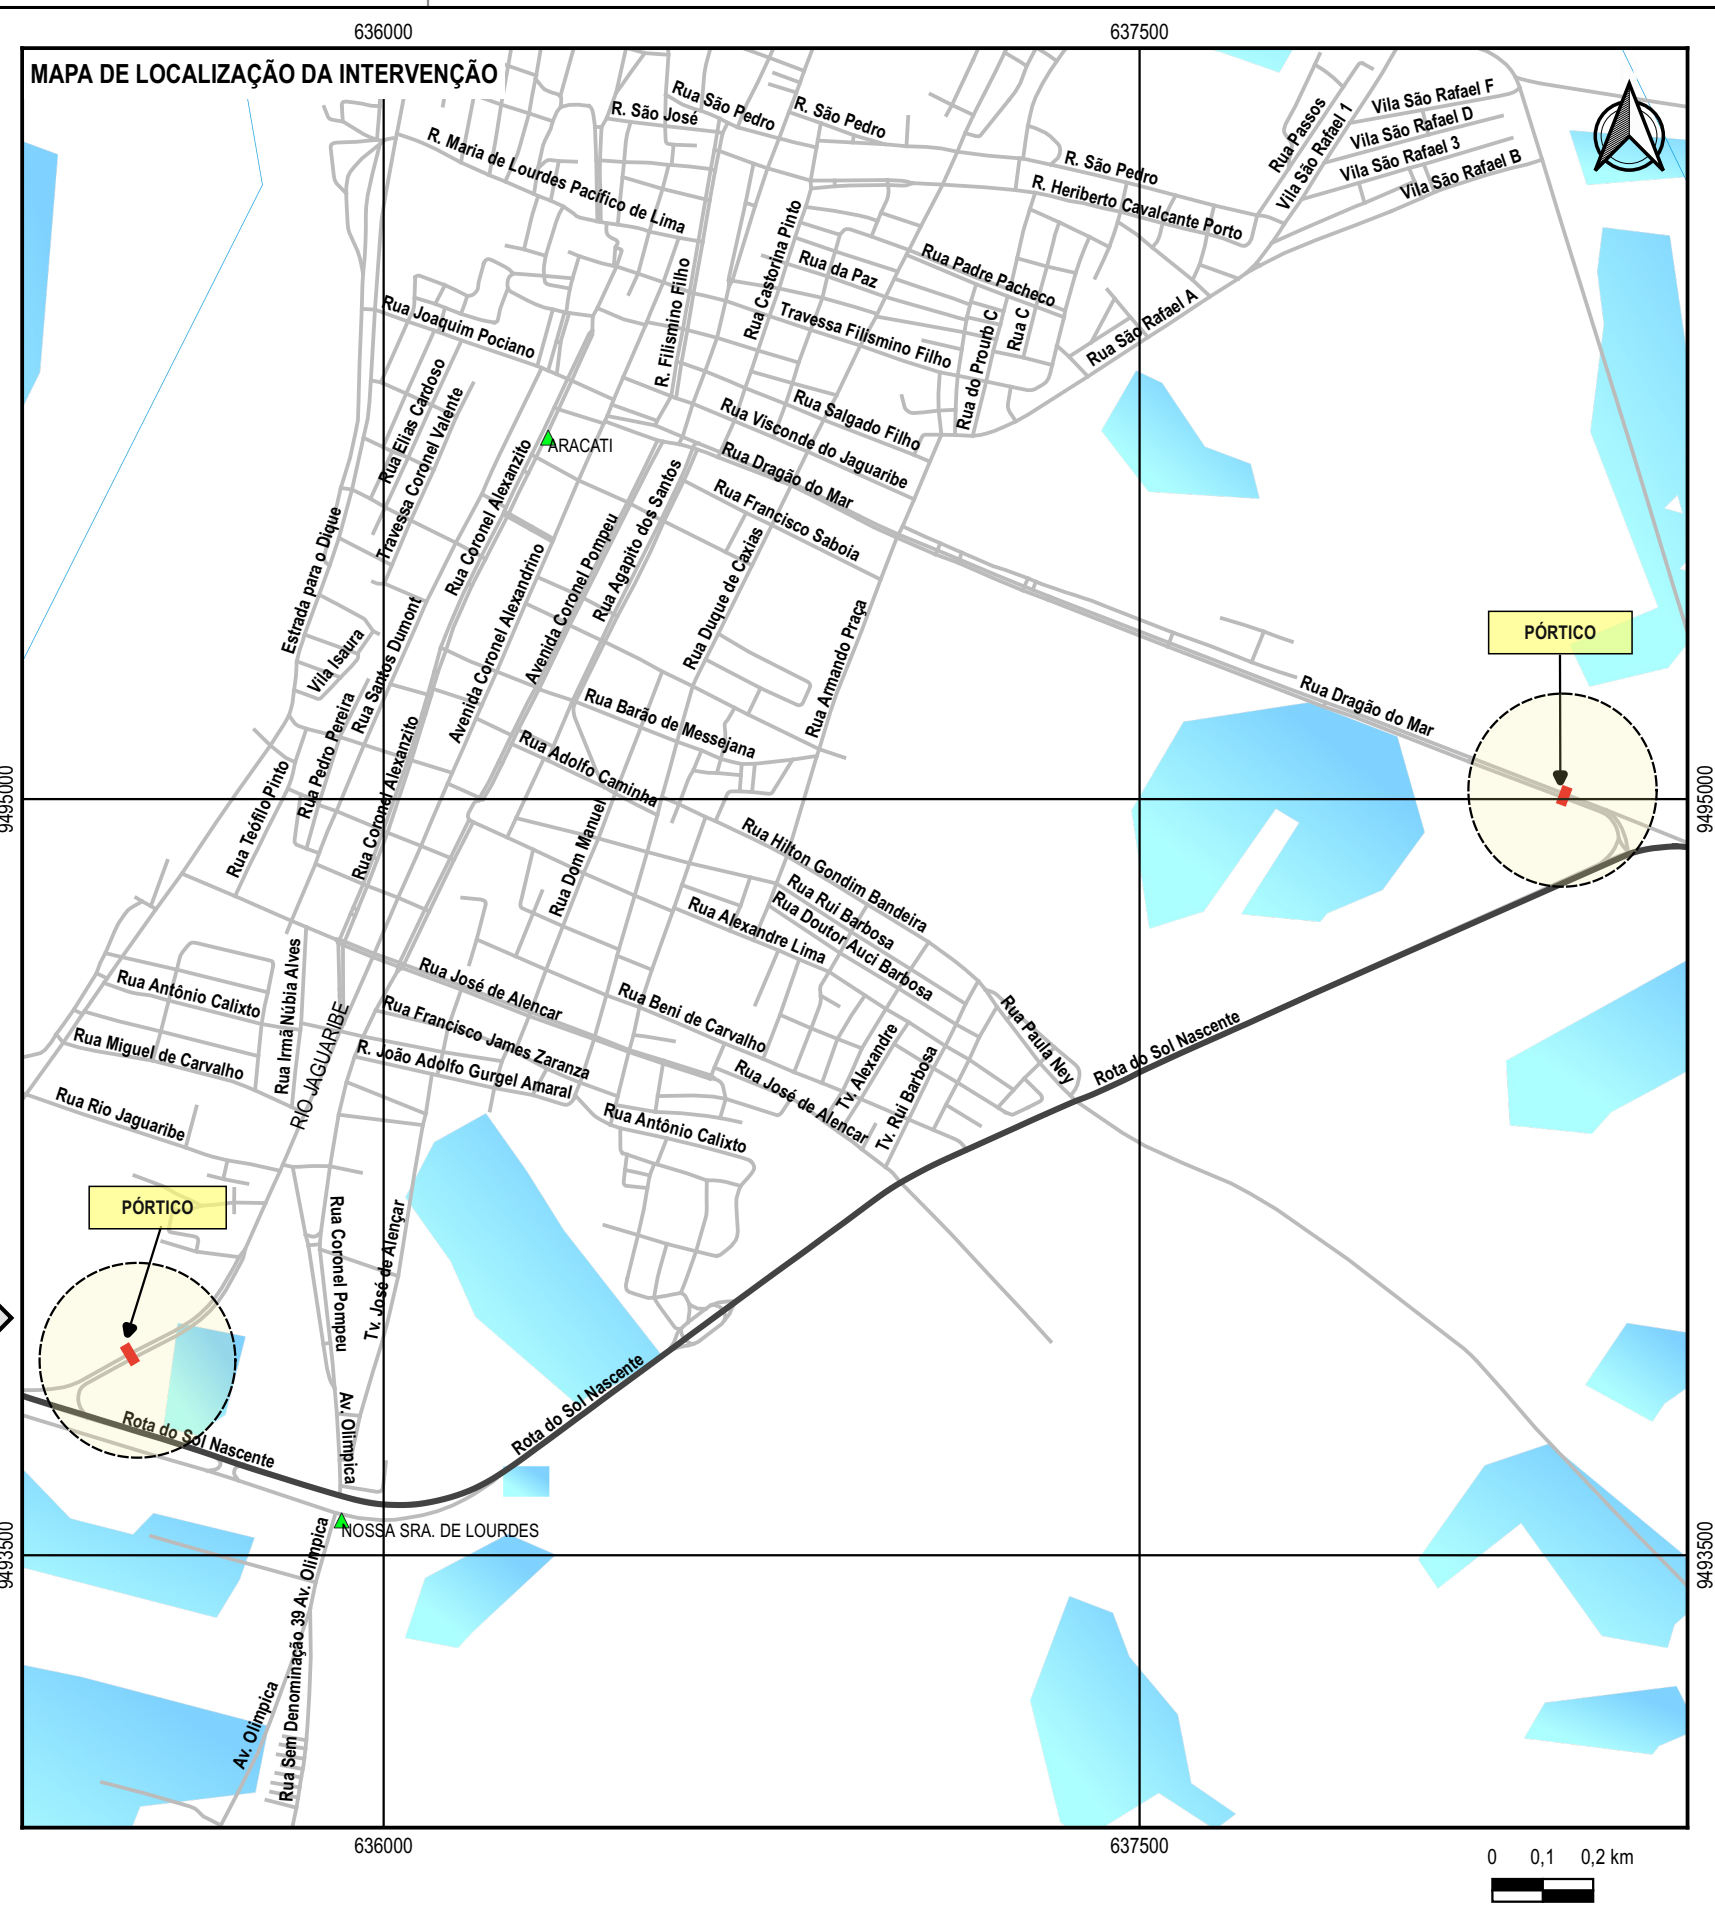 636000
637500
MAPA DE LOCALIZAÇÃO DA INTERVENÇÃO
Rua São Pedro
R. São José
R. São Pedro
R. Maria de Lourdes Pacífico de Lima
R. São Pedro
R. Heriberto Cavalcante Porto
Rua Passos
Vila São Rafael 1
Vila São Rafael F
Vila São Rafael D
Vila São Rafael 3
Vila São Rafael B
Rua Castorina Pinto
Rua da Paz
Rua Padre Pacheco
R. Filismino Filho
Rua Joaquim Pociano
Travessa Filismino Filho
Rua do Prourb C
Rua C
Rua São Rafael A
Rua Elias Cardoso
Travessa Coronel Valente
Rua Salgado Filho
Rua Visconde do Jaguaribe
ARACATI
Rua Dragão do Mar
Rua Francisco Saboia
Rua Coronel Alexanzito
Rua Agapito dos Santos
Avenida Coronel Pompeu
Avenida Coronel Alexandrino
Rua Duque de Caxias
Estrada para o Dique
Vila Isaura
Rua Santos Dumont
Rua Armando Praça
PÓRTICO
Rua Dragão do Mar
Rua Pedro Pereira
Rua Barão de Messejana
Rua Adolfo Caminha
Rua Coronel Alexanzito
Rua Teófilo Pinto
9495000
9495000
Rua Dom Manuel
Rua Hilton Gondim Bandeira
Rua Rui Barbosa
Rua Doutor Auci Barbosa
Rua Alexandre Lima
Rua Irmã Núbia Alves
Rua Antônio Calixto
Rua José de Alencar
Rua Beni de Carvalho
Rua Paula Ney
RIO JAGUARIBE
Rua Francisco James Zaranza
R. João Adolfo Gurgel Amaral
Rua Miguel de Carvalho
Rota do Sol Nascente
Tv. Alexandre
Tv. Rui Barbosa
Rua José de Alencar
Rua Rio Jaguaribe
Rua Antônio Calixto
PÓRTICO
Rua Coronel Pompeu
Tv. José de Alençar
Rota do Sol Nascente
Av. Olimpica
Rota do Sol Nascente
NOSSA SRA. DE LOURDES
9493500
9493500
Av. Olimpica
Rua Sem Denominação 39
Av. Olimpica
636000
637500
0 0,1 0,2 km